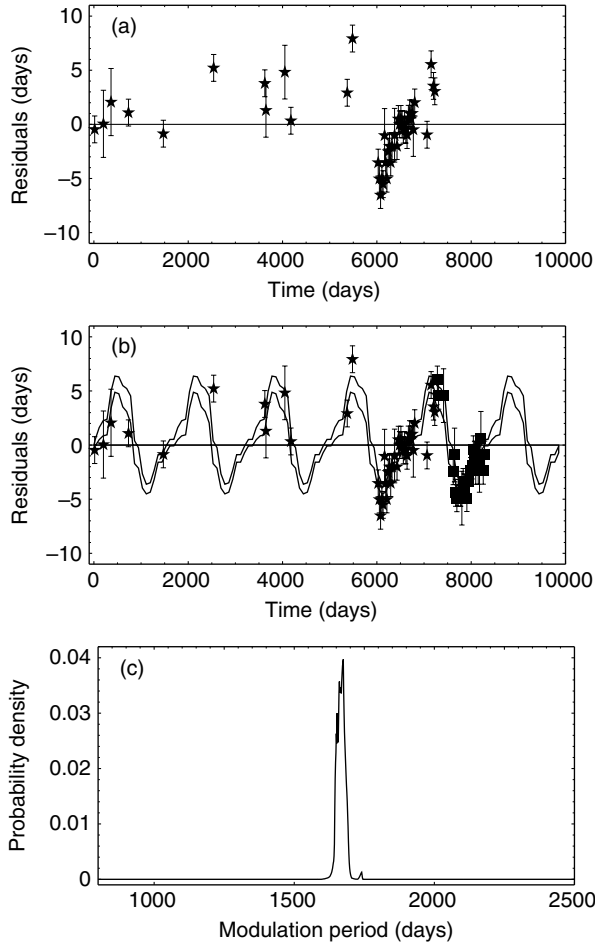 (a)
10
5
0
−5
−10
Residuals (days)
0 2000 4000 6000 8000 10000
Time (days)
(b)
10
5
0
−5
−10
Residuals (days)
0 2000 4000 6000 8000 10000
Time (days)
(c)
0.04
0.03
0.02
0.01
0
Probability density
1000 1500 2000 2500
Modulation period (days)